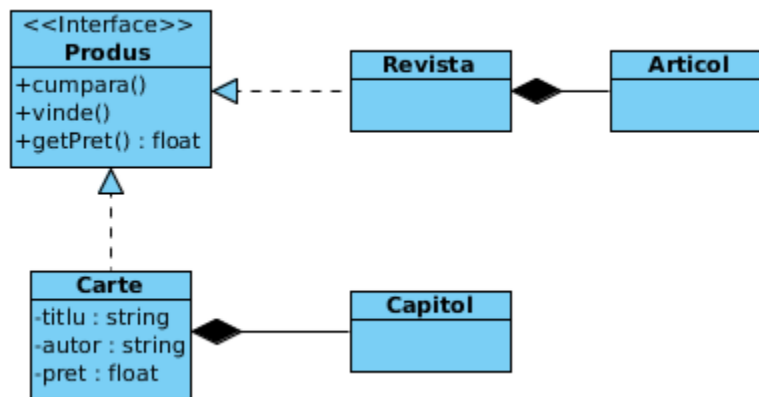 <<Interface>>
Produs
+cumpara()
+vinde()
+getPret() : float
Revista
Articol
Carte
-titlu : string
-autor : string
-pret : float
Capitol